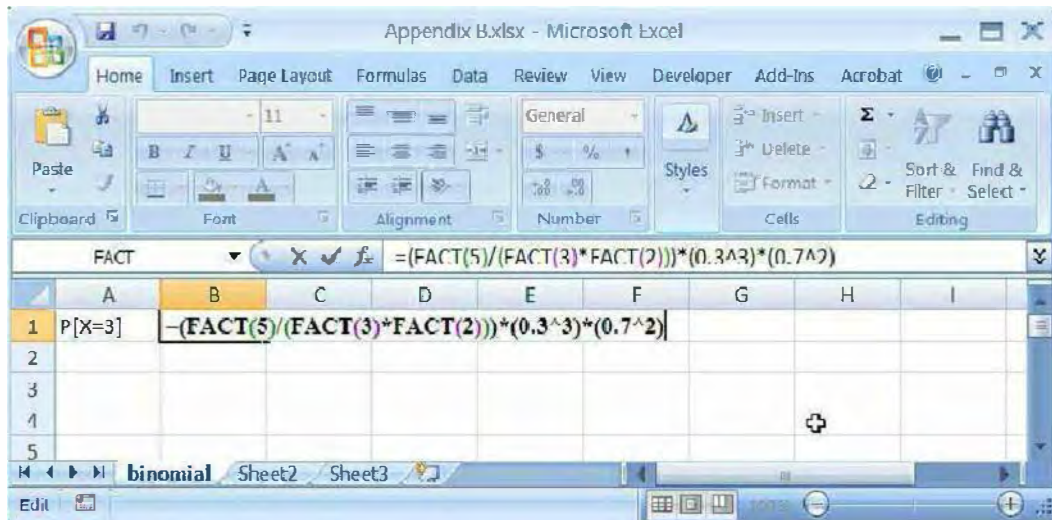 Appendix B.xlsx - Microsoft Excel
Home Insert Page Layout Formulas Data Review View Developer Add-Ins Acrobat
Paste
11
B I U A A
A
General
$ % ,
Styles
Insert
Delete
Format
Σ
Sort & Filter
Find & Select
Clipboard Font Alignment Number Cells Editing
FACT fx =(FACT(5)/(FACT(3)*FACT(2)))*(0.3^3)*(0.7^2)
A B C D E F G H I
1 P[X=3] =(FACT(5)/(FACT(3)*FACT(2)))*(0.3^3)*(0.7^2)
2
3
4
5
binomial Sheet2 Sheet3
Edit 100%